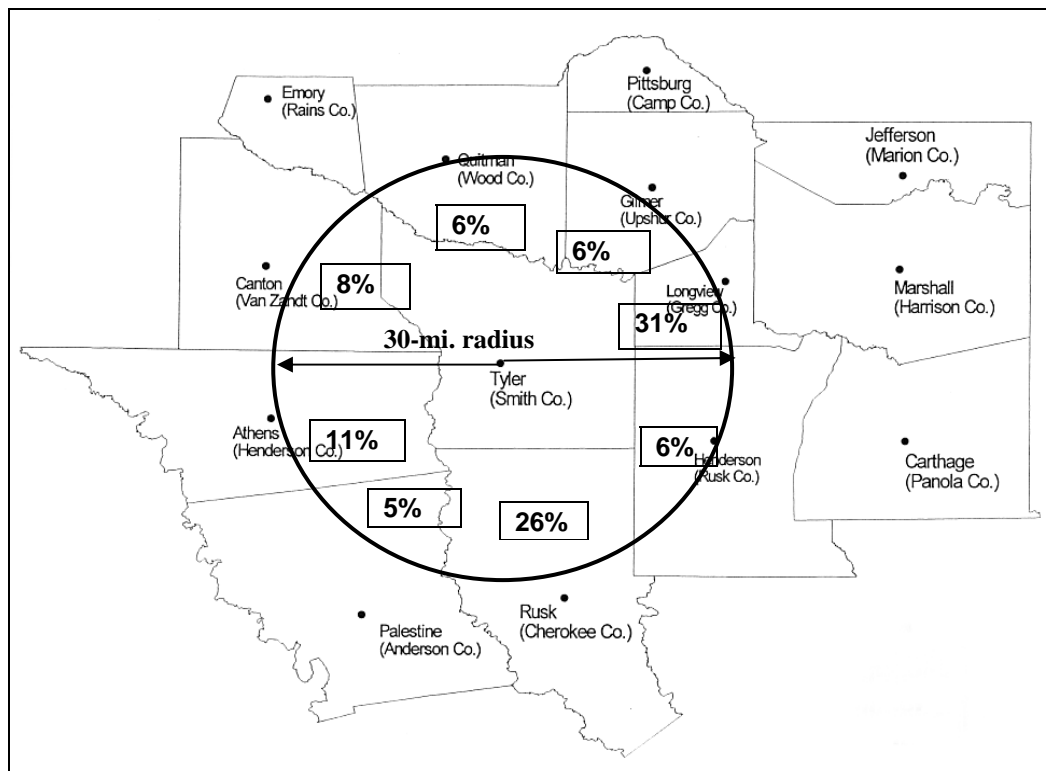 Pittsburg
(Camp Co.)
Emory
(Rains Co.)
Jefferson
(Marion Co.)
Quitman
(Wood Co.)
Gilmer
(Upshur Co.)
6%
6%
Canton
(Van Zandt Co.)
8%
Longview
(Gregg Co.)
31%
Marshall
(Harrison Co.)
30-mi. radius
Tyler
(Smith Co.)
Athens
(Henderson Co.)
11%
6%
Henderson
(Rusk Co.)
Carthage
(Panola Co.)
5%
26%
Rusk
(Cherokee Co.)
Palestine
(Anderson Co.)